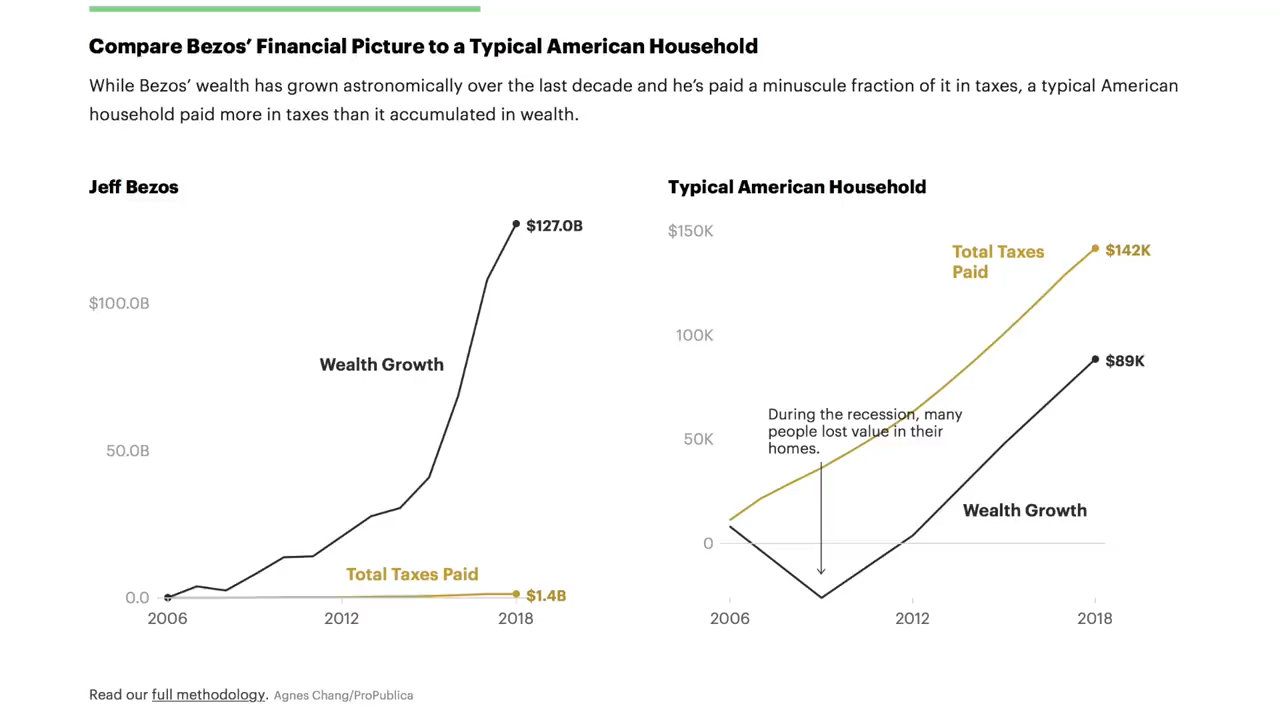 Compare Bezos’ Financial Picture to a Typical American Household
While Bezos’ wealth has grown astronomically over the last decade and he’s paid a minuscule fraction of it in taxes, a typical American
household paid more in taxes than it accumulated in wealth.
Jeff Bezos
$127.0B
$100.0B
Wealth Growth
50.0B
Total Taxes Paid
0.0
$1.4B
2006
2012
2018
Typical American Household
$150K
Total Taxes
Paid
$142K
100K
$89K
During the recession, many
people lost value in their
homes.
50K
Wealth Growth
0
2006
2012
2018
Read our full methodology. Agnes Chang/ProPublica